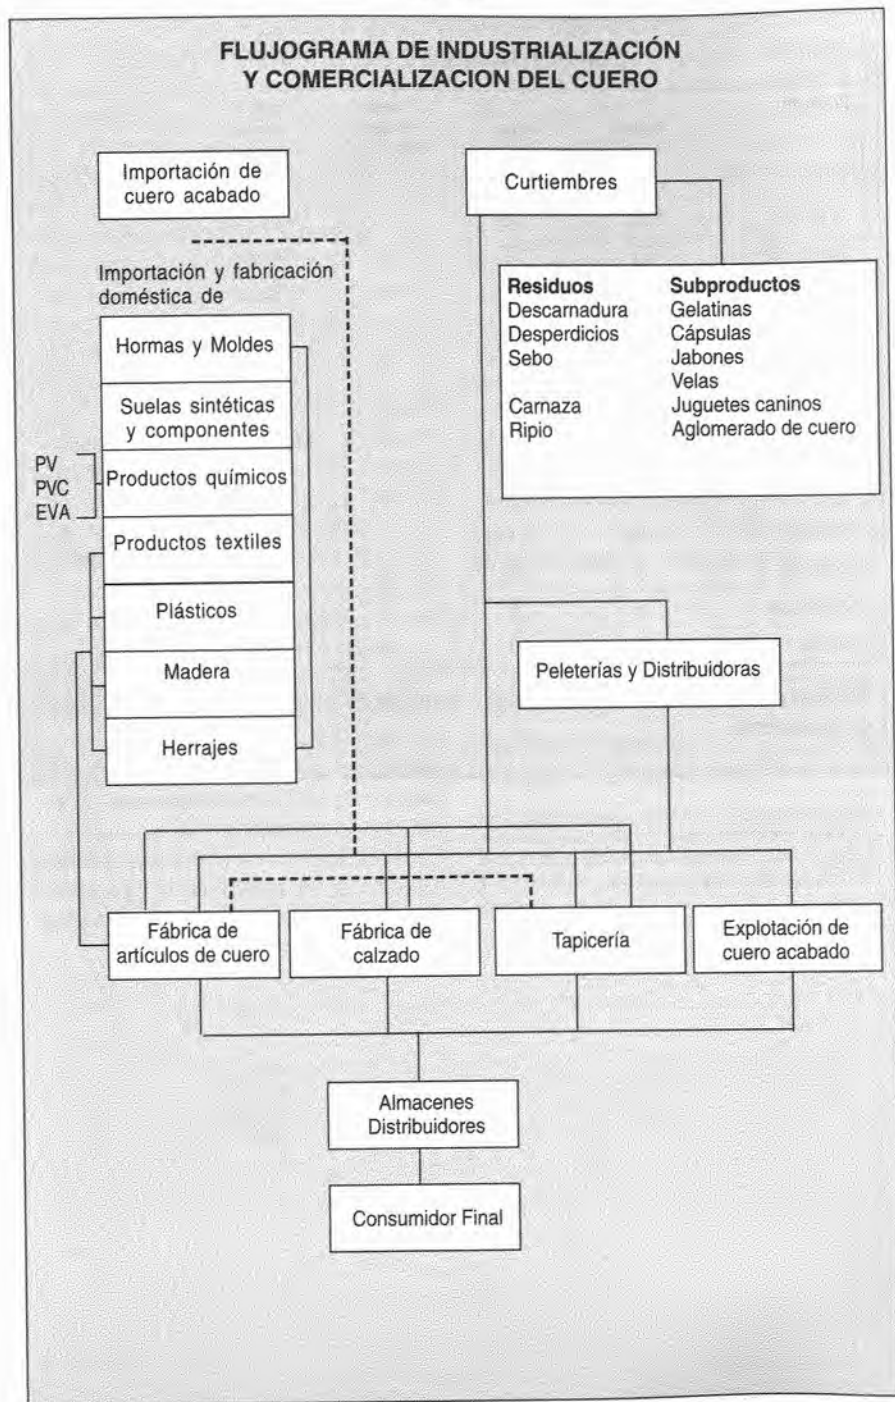 FLUJOGRAMA DE INDUSTRIALIZACIÓN
Y COMERCIALIZACION DEL CUERO
Importación de
cuero acabado
Curtiembres
Importación y fabricación
doméstica de
Hormas y Moldes
Suelas sintéticas
y componentes
Productos químicos
Productos textiles
Plásticos
Madera
Herrajes
PV
PVC
EVA
Residuos Subproductos
Descarnadura Gelatinas
Desperdicios Cápsulas
Sebo Jabones
Velas
Carnaza Juguetes caninos
Ripio Aglomerado de cuero
Peleterías y Distribuidoras
Fábrica de
artículos de cuero
Fábrica de
calzado
Tapicería
Explotación de
cuero acabado
Almacenes
Distribuidores
Consumidor Final